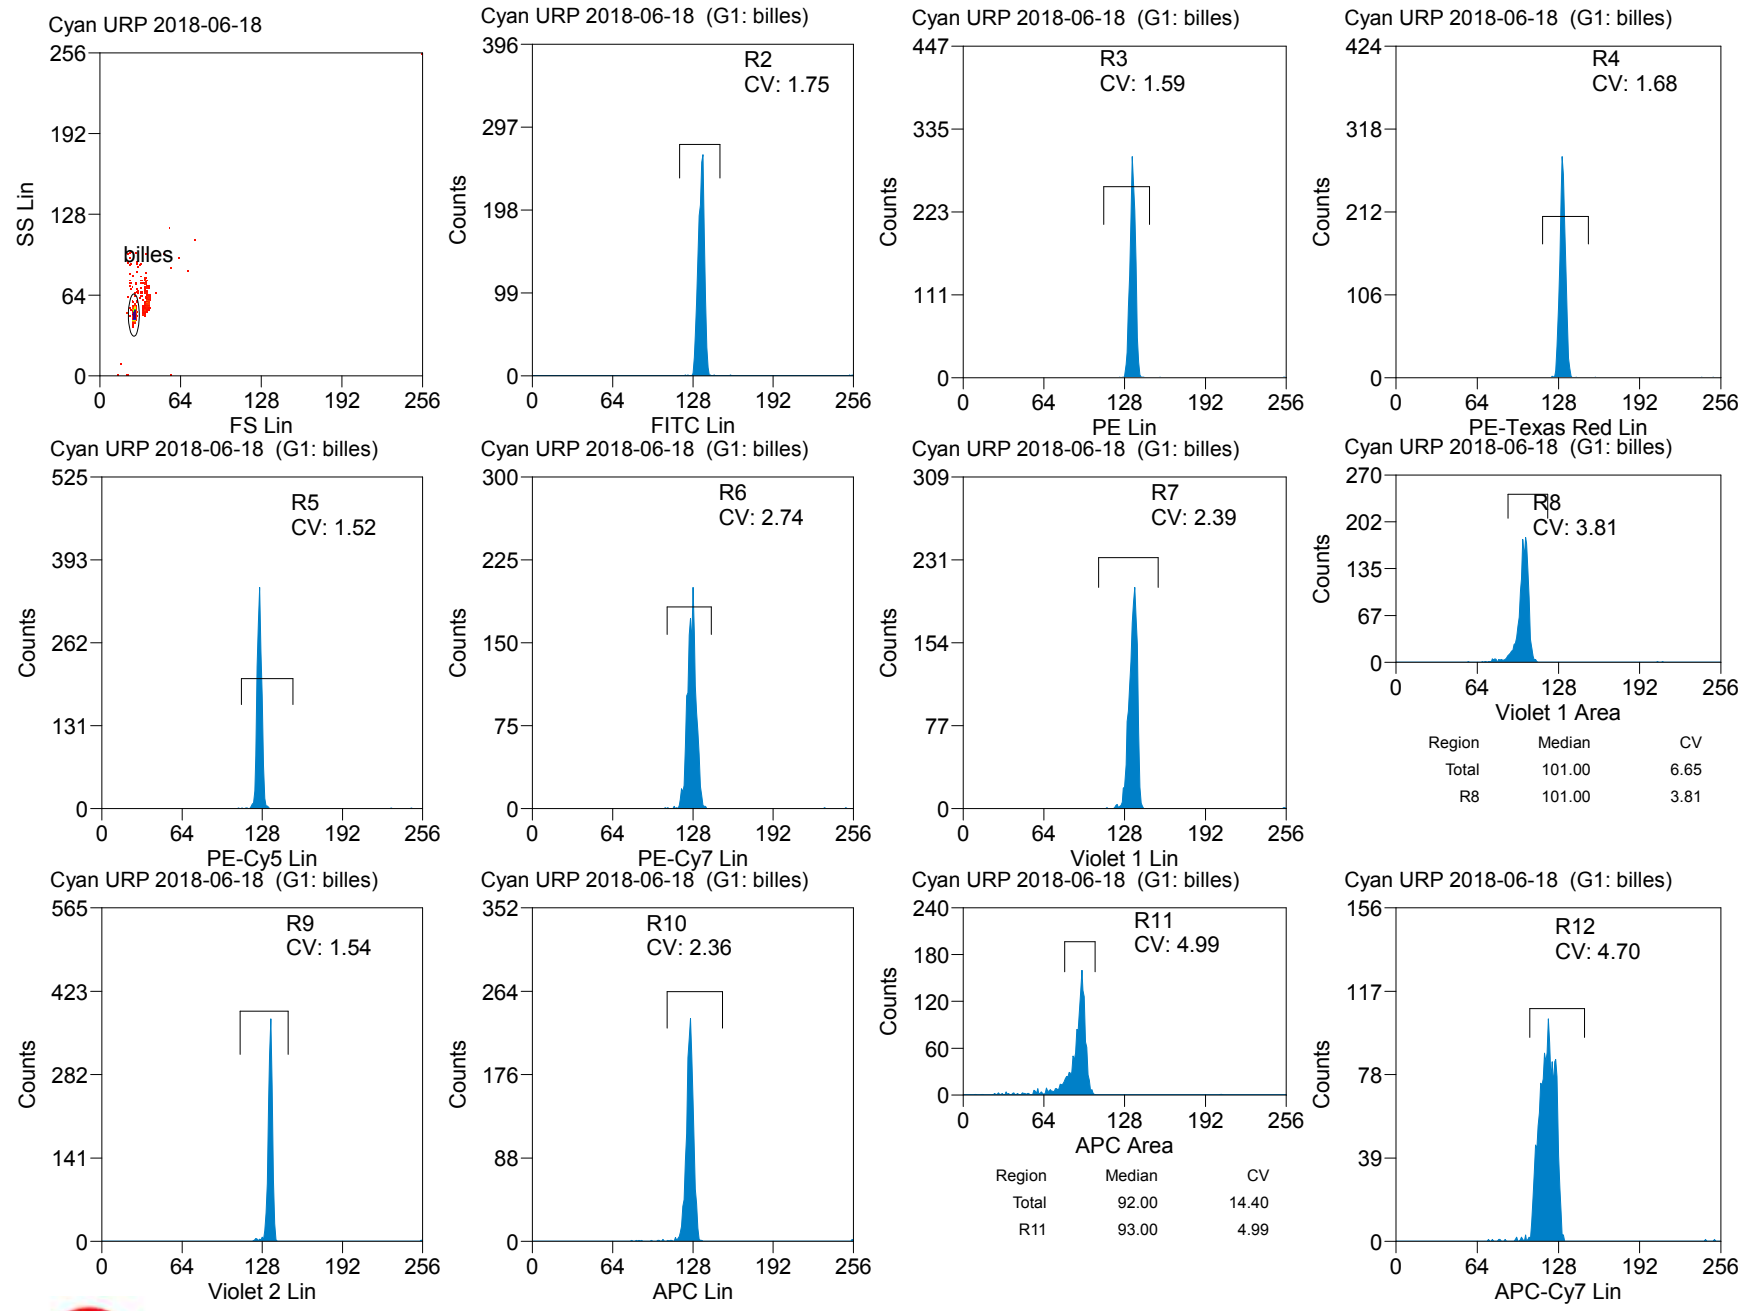 Cyan URP 2018-06-18
256
192
128
64
0
SS Lin
billes
0 64 128 192 256
FS Lin
Cyan URP 2018-06-18 (G1: billes)
396
297
198
99
0
Counts
R2
CV: 1.75
0 64 128 192 256
FITC Lin
Cyan URP 2018-06-18 (G1: billes)
447
335
223
111
0
Counts
R3
CV: 1.59
0 64 128 192 256
PE Lin
Cyan URP 2018-06-18 (G1: billes)
424
318
212
106
0
Counts
R4
CV: 1.68
0 64 128 192 256
PE-Texas Red Lin
Cyan URP 2018-06-18 (G1: billes)
525
393
262
131
0
Counts
R5
CV: 1.52
0 64 128 192 256
PE-Cy5 Lin
Cyan URP 2018-06-18 (G1: billes)
300
225
150
75
0
Counts
R6
CV: 2.74
0 64 128 192 256
PE-Cy7 Lin
Cyan URP 2018-06-18 (G1: billes)
309
231
154
77
0
Counts
R7
CV: 2.39
0 64 128 192 256
Violet 1 Lin
Cyan URP 2018-06-18 (G1: billes)
270
202
135
67
0
Counts
R8
CV: 3.81
0 64 128 192 256
Violet 1 Area
Region Median CV
Total 101.00 6.65
R8 101.00 3.81
Cyan URP 2018-06-18 (G1: billes)
565
423
282
141
0
Counts
R9
CV: 1.54
0 64 128 192 256
Violet 2 Lin
Cyan URP 2018-06-18 (G1: billes)
352
264
176
88
0
Counts
R10
CV: 2.36
0 64 128 192 256
APC Lin
Cyan URP 2018-06-18 (G1: billes)
240
180
120
60
0
Counts
R11
CV: 4.99
0 64 128 192 256
APC Area
Region Median CV
Total 92.00 14.40
R11 93.00 4.99
Cyan URP 2018-06-18 (G1: billes)
156
117
78
39
0
Counts
R12
CV: 4.70
0 64 128 192 256
APC-Cy7 Lin